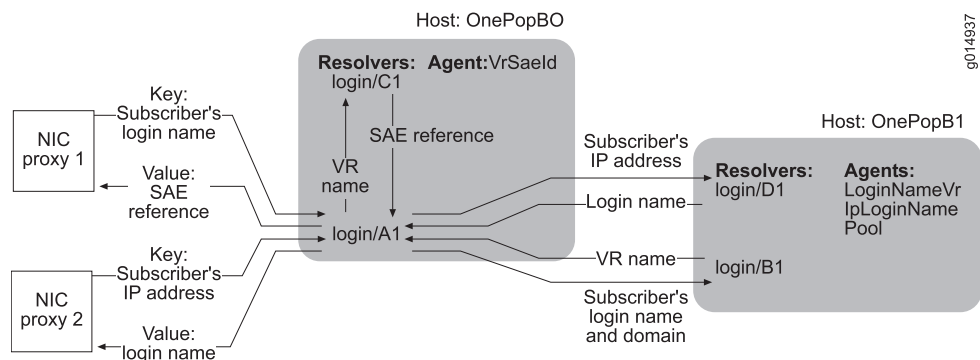 Host: OnePopBO
g014937
Resolvers: Agent:VrSaeId
login/C1
Key:
Subscriber's
login name
SAE reference
Host: OnePopB1
NIC
proxy 1
Subscriber's
IP address
VR
name
Value:
SAE
reference
Resolvers:
login/D1
Agents:
LoginNameVr
IpLoginName
Pool
Login name
login/A1
Key:
Subscriber's
IP address
VR name
login/B1
NIC
proxy 2
Subscriber's
login name
and domain
Value:
login name